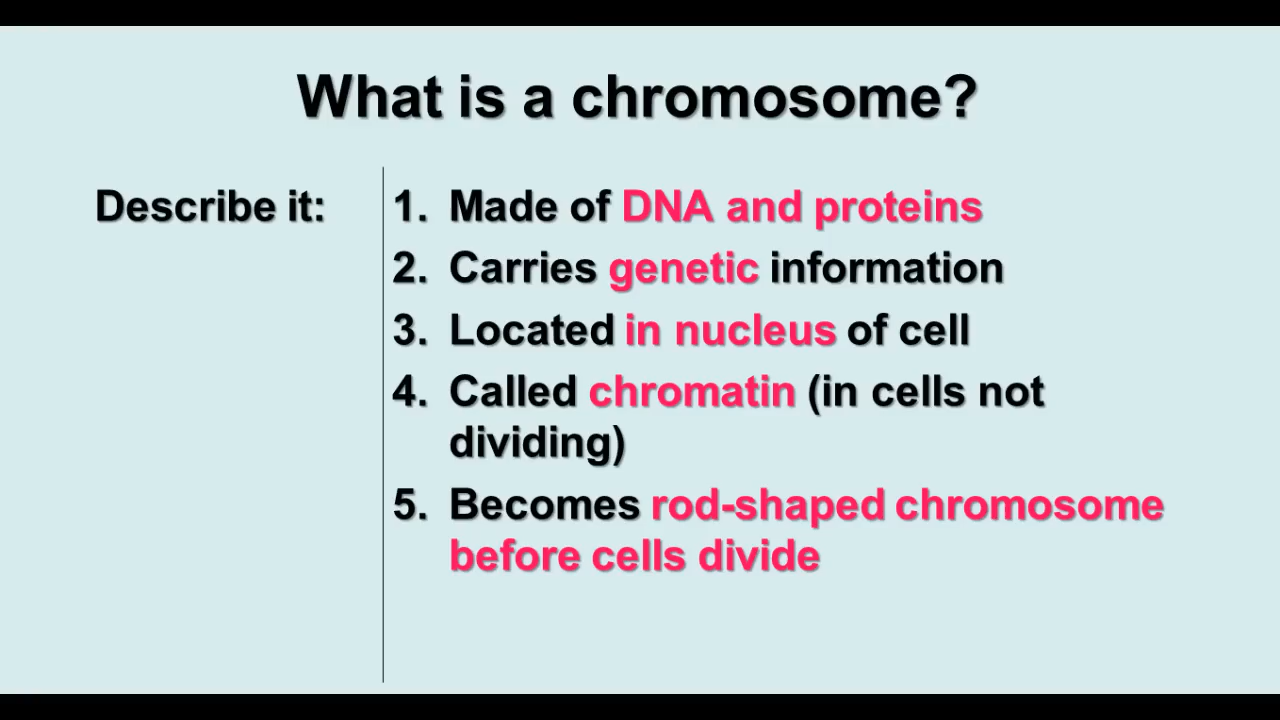 What is a chromosome?
Describe it:
1. Made of DNA and proteins
2. Carries genetic information
3. Located in nucleus of cell
4. Called chromatin (in cells not
dividing)
5. Becomes rod-shaped chromosome
before cells divide